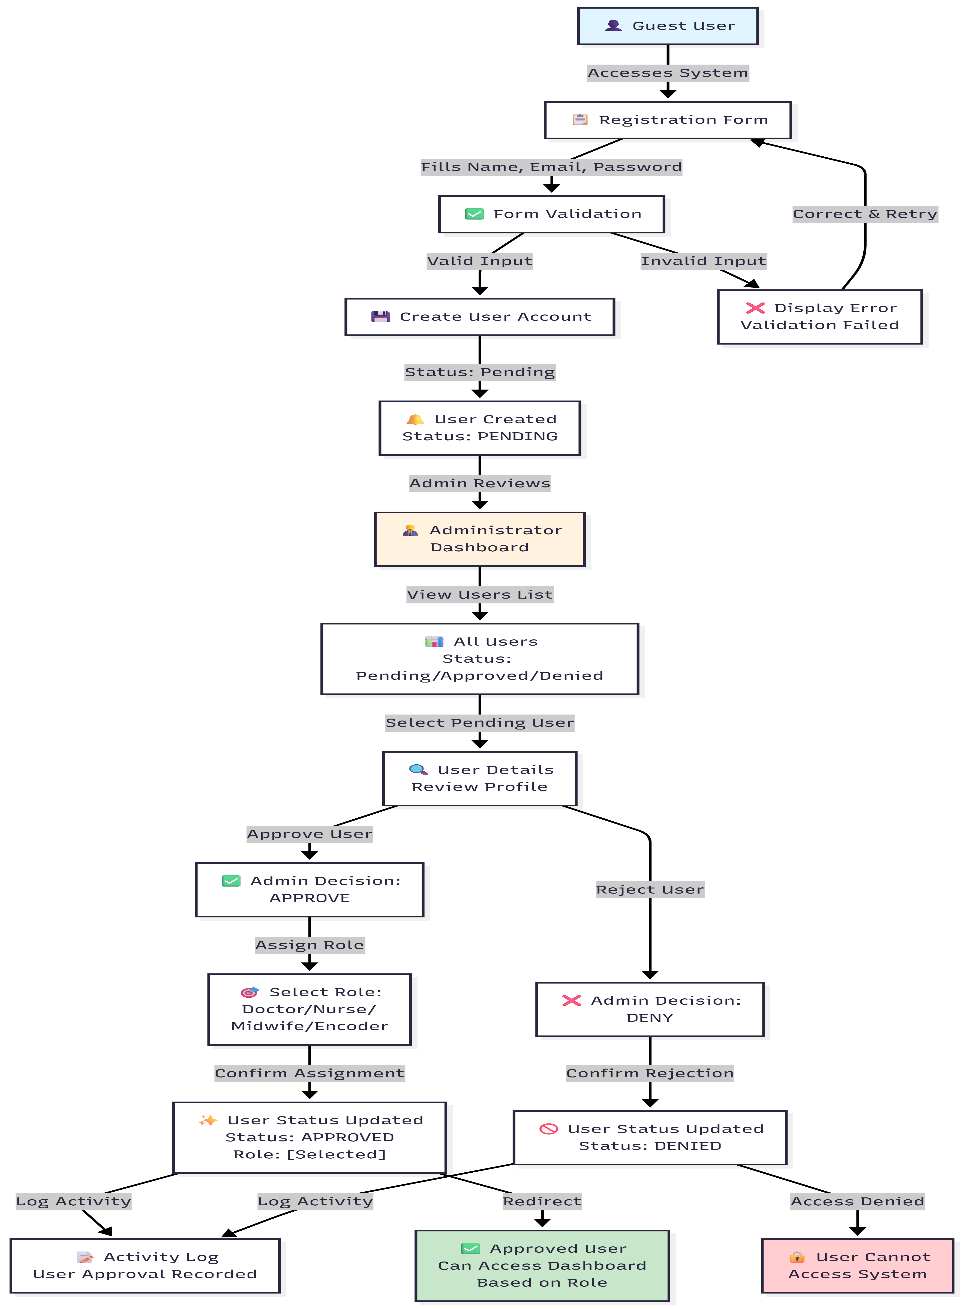 Guest User
Accesses System
Registration Form
Fills Name, Email, Password
Form Validation
Correct & Retry
Valid Input
Invalid Input
Create User Account
Display Error
Validation Failed
Status: Pending
User Created
Status: PENDING
Admin Reviews
Administrator
Dashboard
View Users List
All Users
Status:
Pending/Approved/Denied
Select Pending User
User Details
Review Profile
Approve User
Reject User
Admin Decision:
APPROVE
Assign Role
Select Role:
Doctor/Nurse/
Midwife/Encoder
Admin Decision:
DENY
Confirm Assignment
Confirm Rejection
User Status Updated
Status: APPROVED
Role: [Selected]
User Status Updated
Status: DENIED
Log Activity
Log Activity
Redirect
Access Denied
Activity Log
User Approval Recorded
Approved User
Can Access Dashboard
Based on Role
User Cannot
Access System